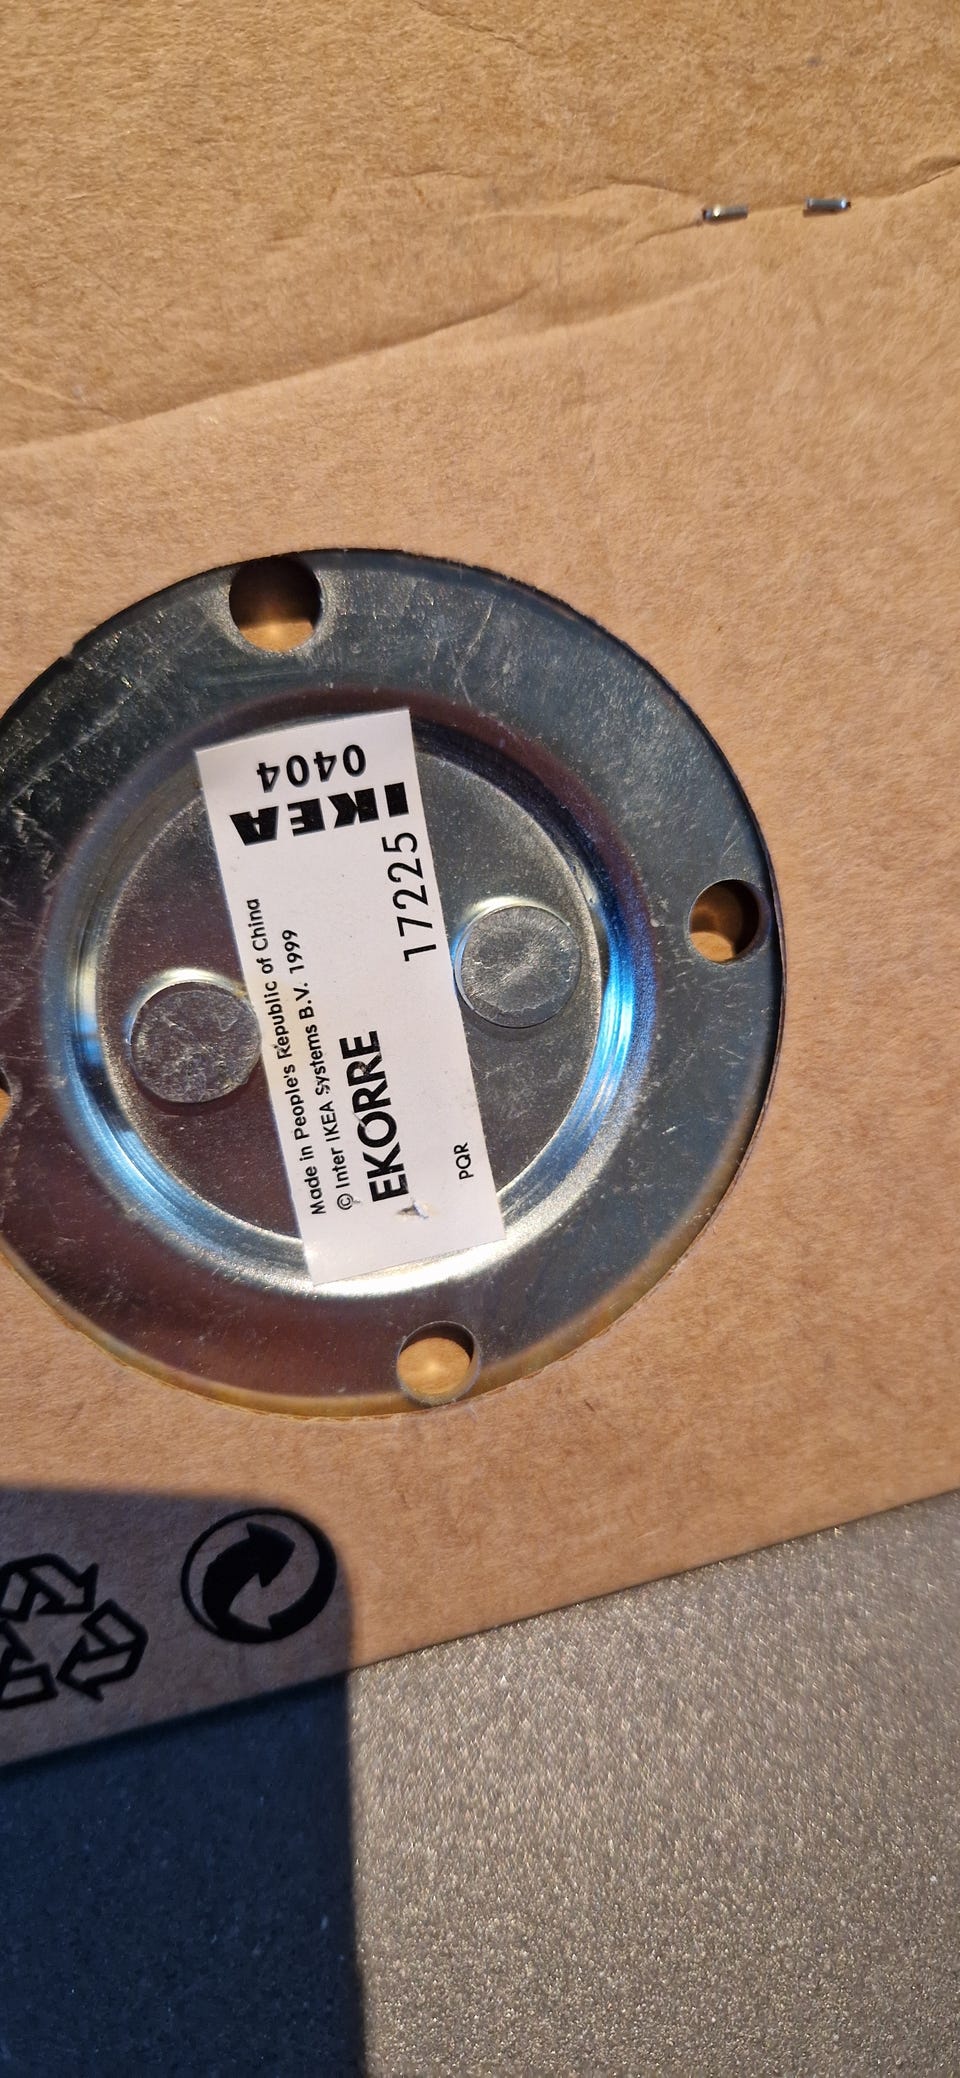 IKEA
0404
Made in People's Republic of China
© Inter IKEA Systems B.V. 1999
EKORRE
17225
PQR